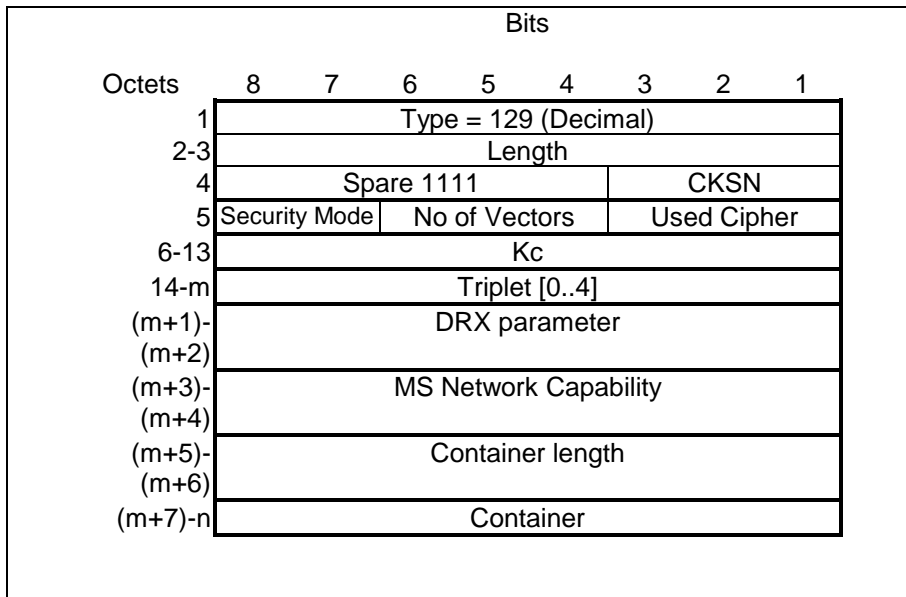 Bits
Octets 8 7 6 5 4 3 2 1
1 Type = 129 (Decimal)
2-3 Length
4 Spare 1111 CKSN
5 Security Mode No of Vectors Used Cipher
6-13 Kc
14-m Triplet [0..4]
(m+1)- DRX parameter
(m+2)
(m+3)- MS Network Capability
(m+4)
(m+5)- Container length
(m+6)
(m+7)-n Container